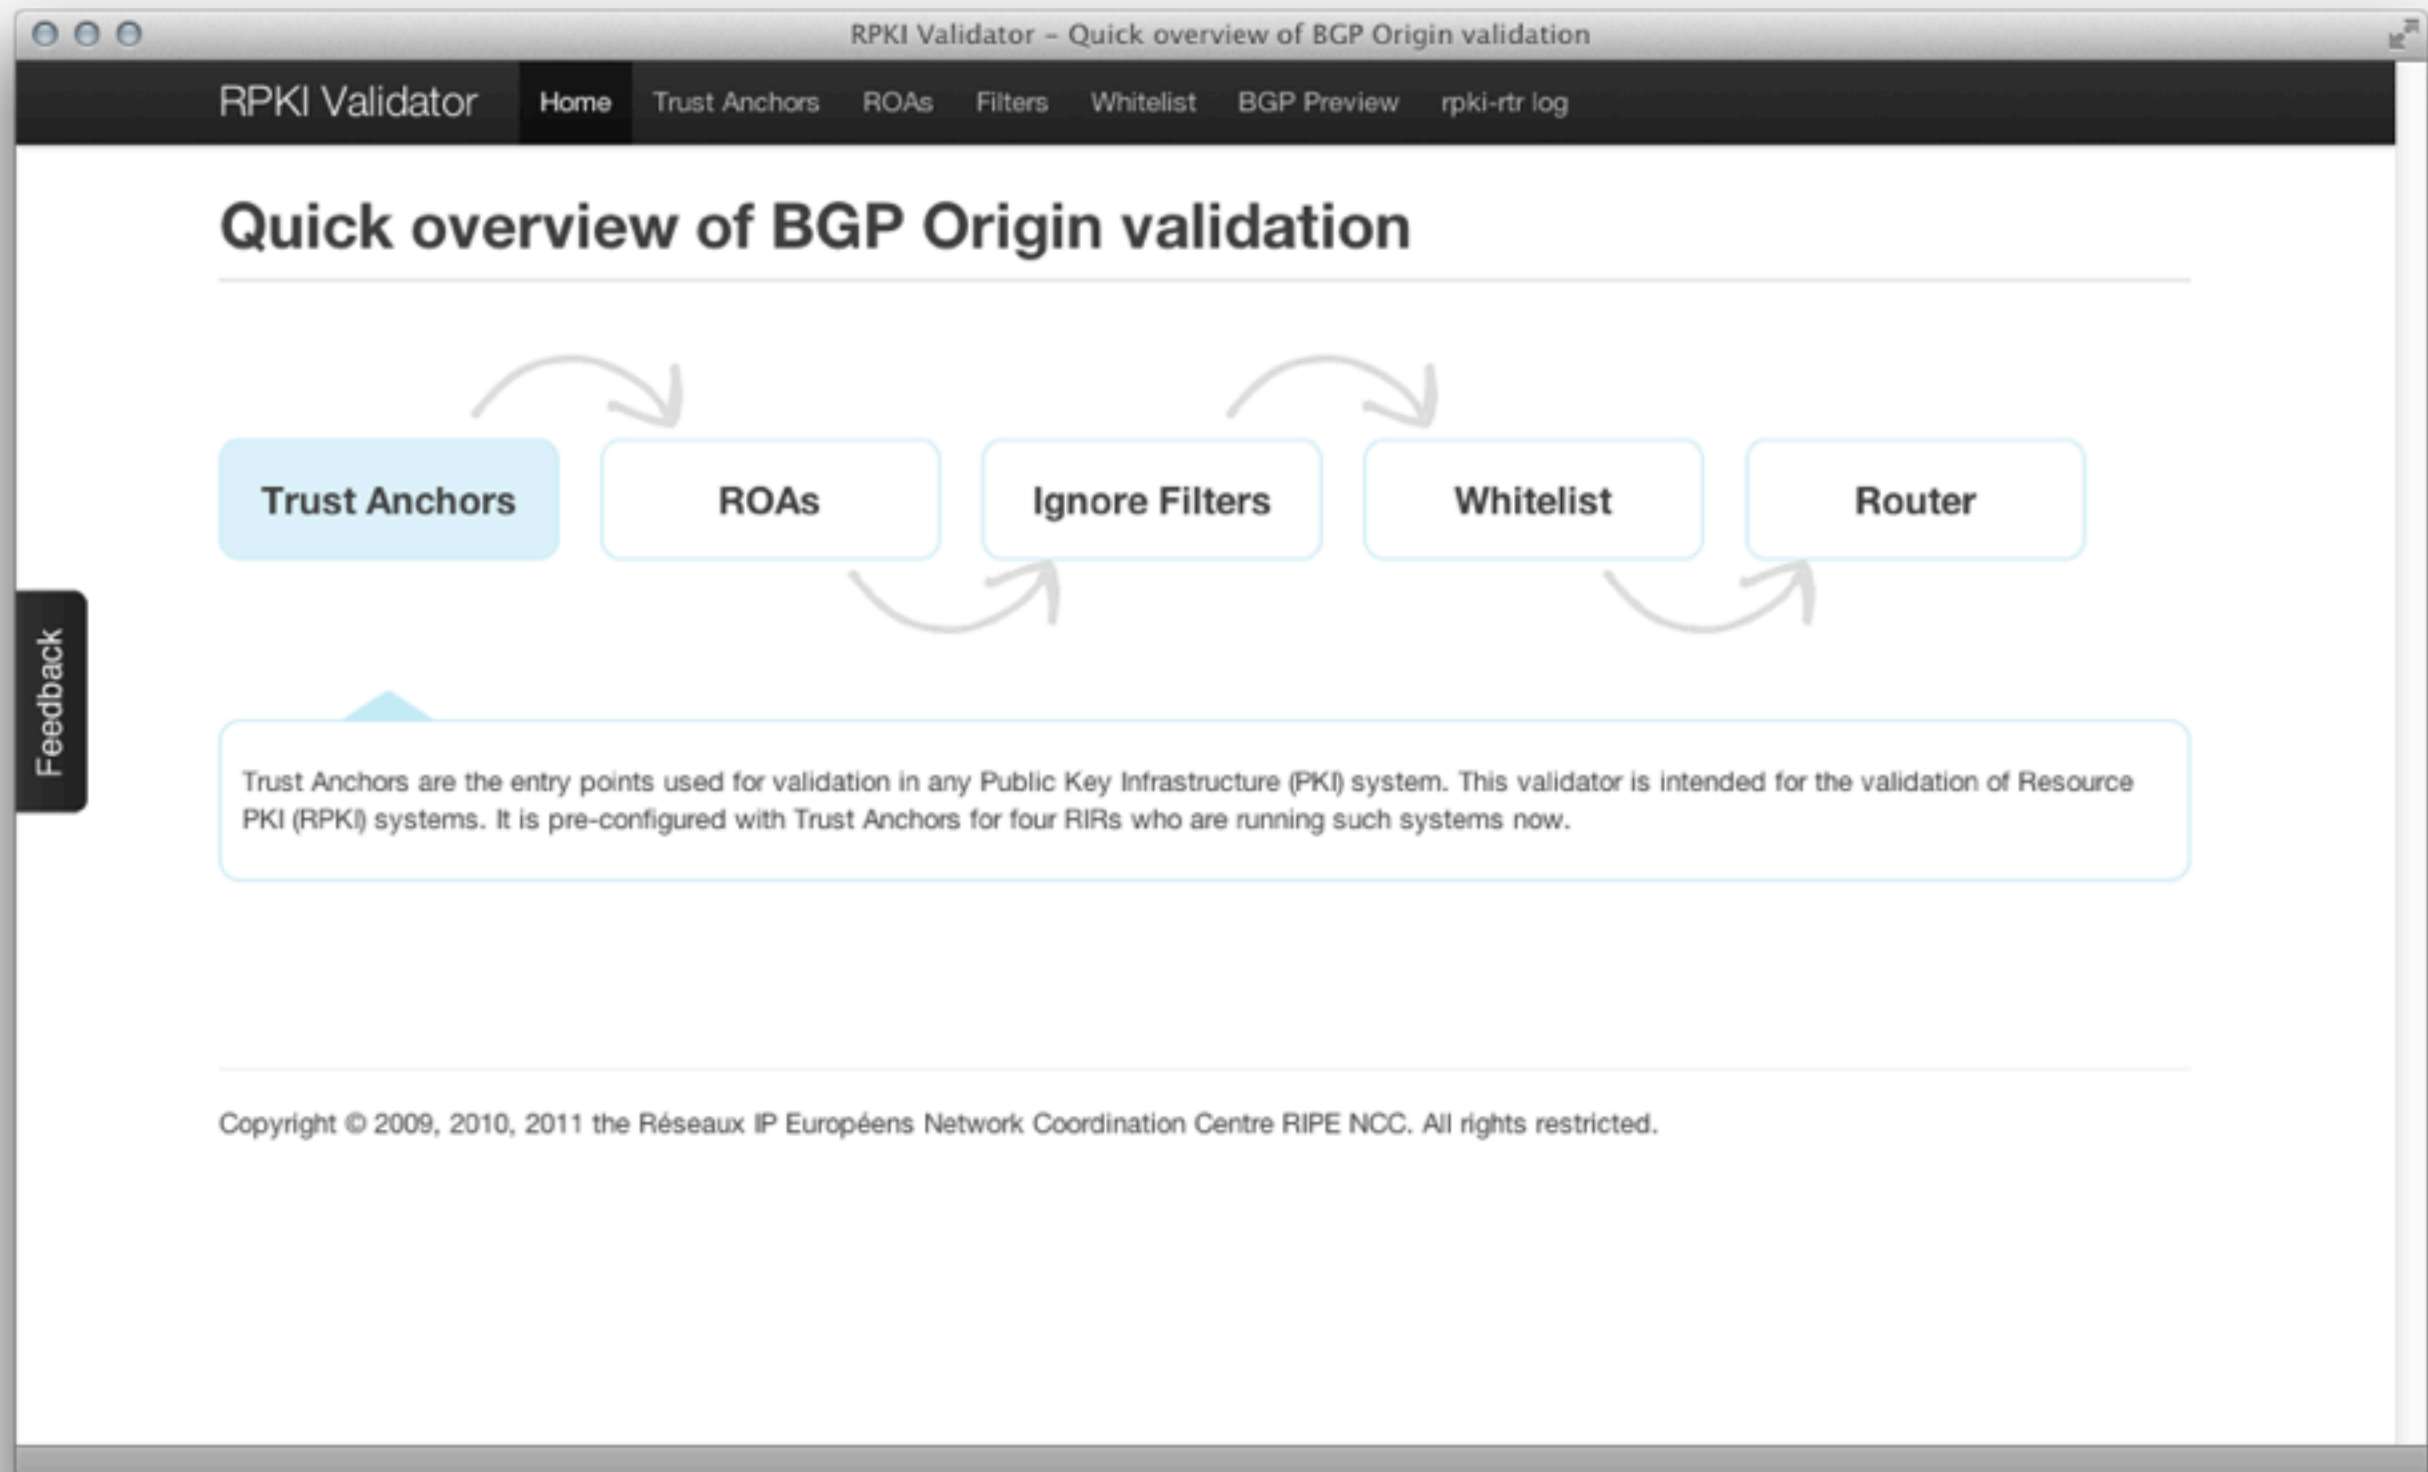 RPKI Validator – Quick overview of BGP Origin validation
RPKI Validator Home Trust Anchors ROAs Filters Whitelist BGP Preview rpki-rtr log
Quick overview of BGP Origin validation
Trust Anchors ROAs Ignore Filters Whitelist Router
Feedback
Trust Anchors are the entry points used for validation in any Public Key Infrastructure (PKI) system. This validator is intended for the validation of Resource
PKI (RPKI) systems. It is pre-configured with Trust Anchors for four RIRs who are running such systems now.
Copyright © 2009, 2010, 2011 the Réseaux IP Européens Network Coordination Centre RIPE NCC. All rights restricted.